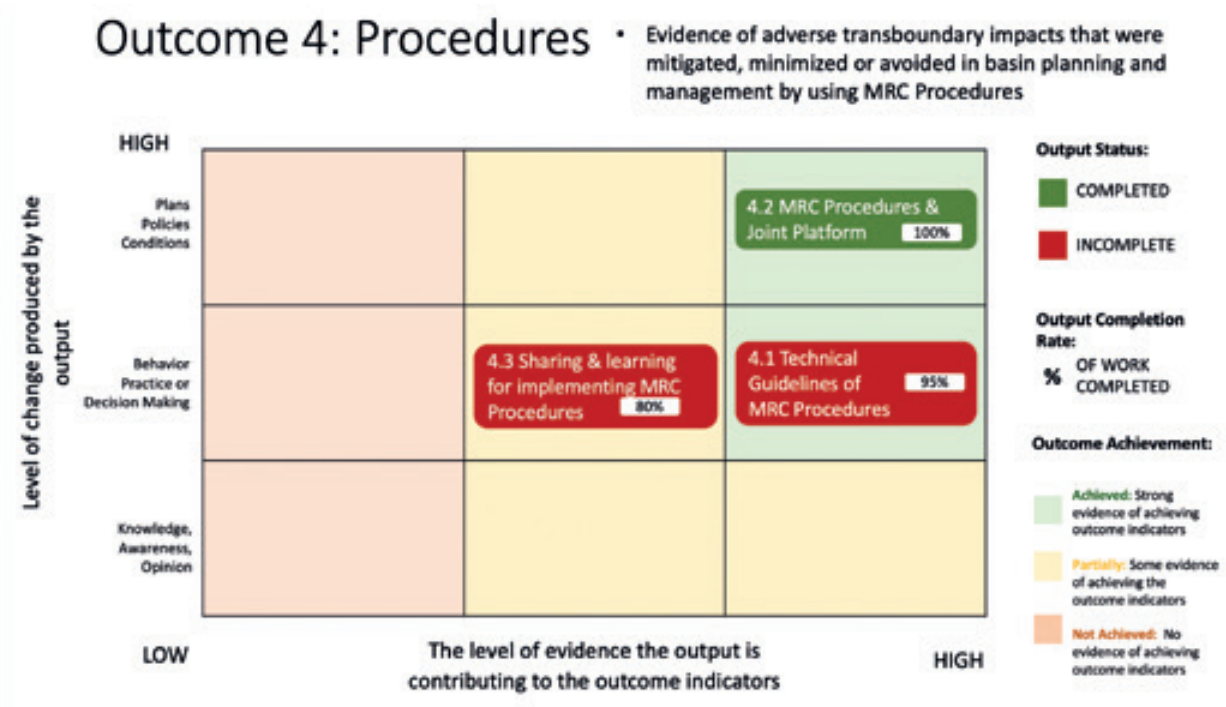 Outcome 4: Procedures
• Evidence of adverse transboundary impacts that were
mitigated, minimized or avoided in basin planning and
management by using MRC Procedures
HIGH
Level of change produced by the
output
Plans
Policies
Conditions
4.2 MRC Procedures &
Joint Platform
100%
Behavior
Practice or
Decision Making
4.3 Sharing & learning
for implementing MRC
Procedures
80%
4.1 Technical
Guidelines of
MRC Procedures
95%
Knowledge,
Awareness,
Opinion
LOW
The level of evidence the output is
contributing to the outcome indicators
HIGH
Output Status:
COMPLETED
INCOMPLETE
Output Completion
Rate:
% OF WORK
COMPLETED
Outcome Achievement:
Achieved: Strong
evidence of achieving
outcome indicators
Partially: Some evidence
of achieving the
outcome indicators
Not Achieved: No
evidence of achieving
outcome indicators